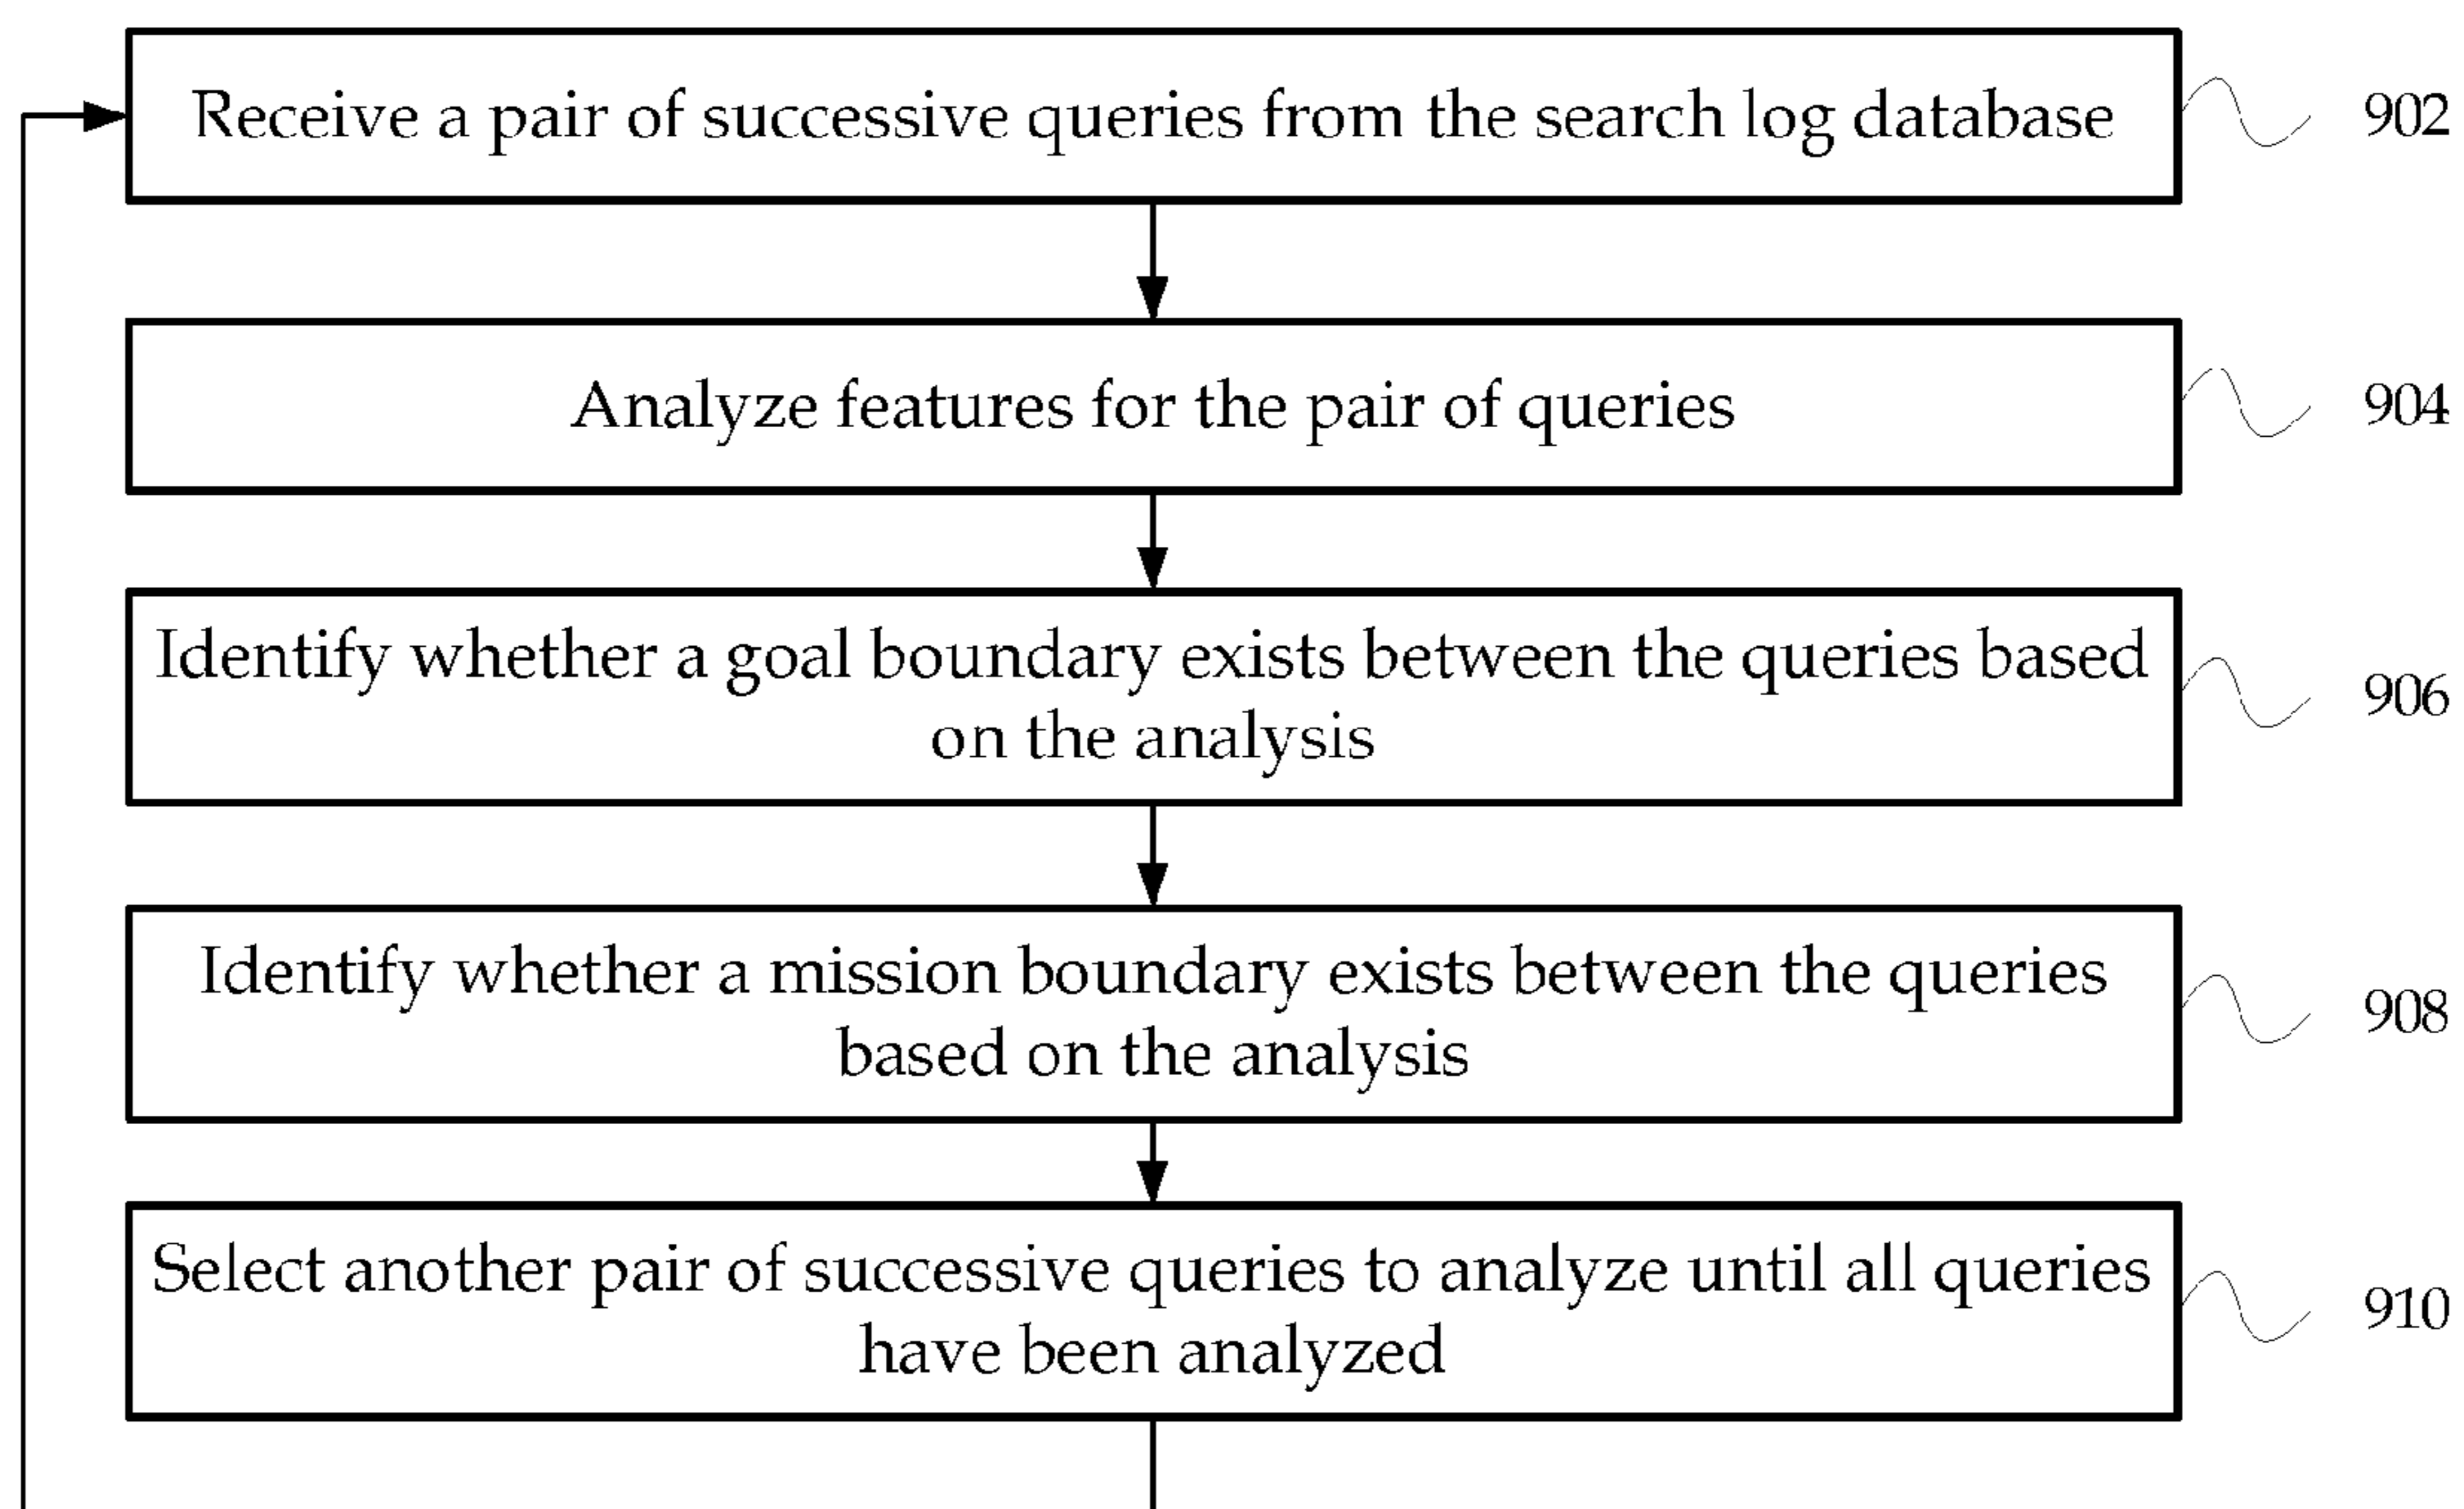 Receive a pair of successive queries from the search log database
902
Analyze features for the pair of queries
904
Identify whether a goal boundary exists between the queries based
on the analysis
906
Identify whether a mission boundary exists between the queries
based on the analysis
908
Select another pair of successive queries to analyze until all queries
have been analyzed
910